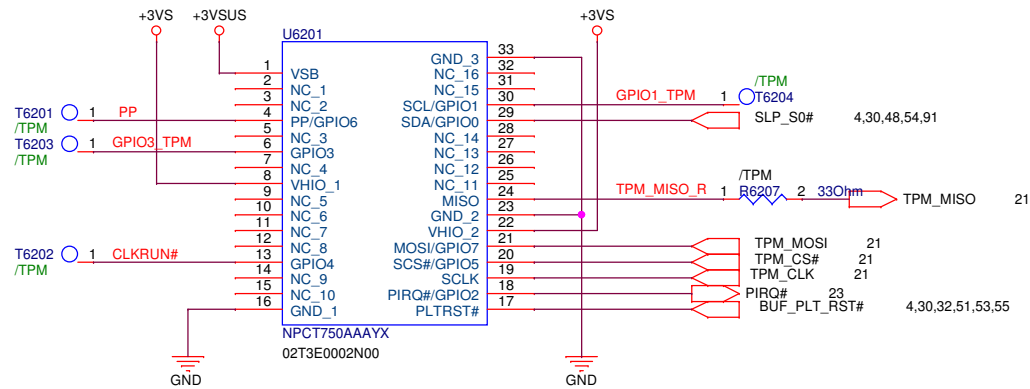 +3VS +3VSUS +3VS
U6201
GND_3 33
1 VSB NC_16 32
2 NC_1 NC_15 31
3 NC_2 SCL/GPIO1 30 GPIO1_TPM 1 T6204 /TPM
T6201 /TPM 1 PP 4 PP/GPIO6 SDA/GPIO0 29 SLP_S0# 4,30,48,54,91
5 NC_3 NC_14 28
T6203 /TPM 1 GPIO3_TPM 6 GPIO3 NC_13 27
7 NC_4 NC_12 26
8 VHIO_1 NC_11 25
9 NC_5 MISO 24 TPM_MISO_R 1 /TPM R6207 2 33Ohm TPM_MISO 21
10 NC_6 GND_2 23
11 NC_7 VHIO_2 22
12 NC_8 MOSI/GPIO7 21 TPM_MOSI 21
T6202 /TPM 1 CLKRUN# 13 GPIO4 SCS#/GPIO5 20 TPM_CS# 21
14 NC_9 SCLK 19 TPM_CLK 21
15 NC_10 PIRQ#/GPIO2 18 PIRQ# 23
16 GND_1 PLTRST# 17 BUF_PLT_RST# 4,30,32,51,53,55
NPCT750AAAYX
02T3E0002N00
GND GND